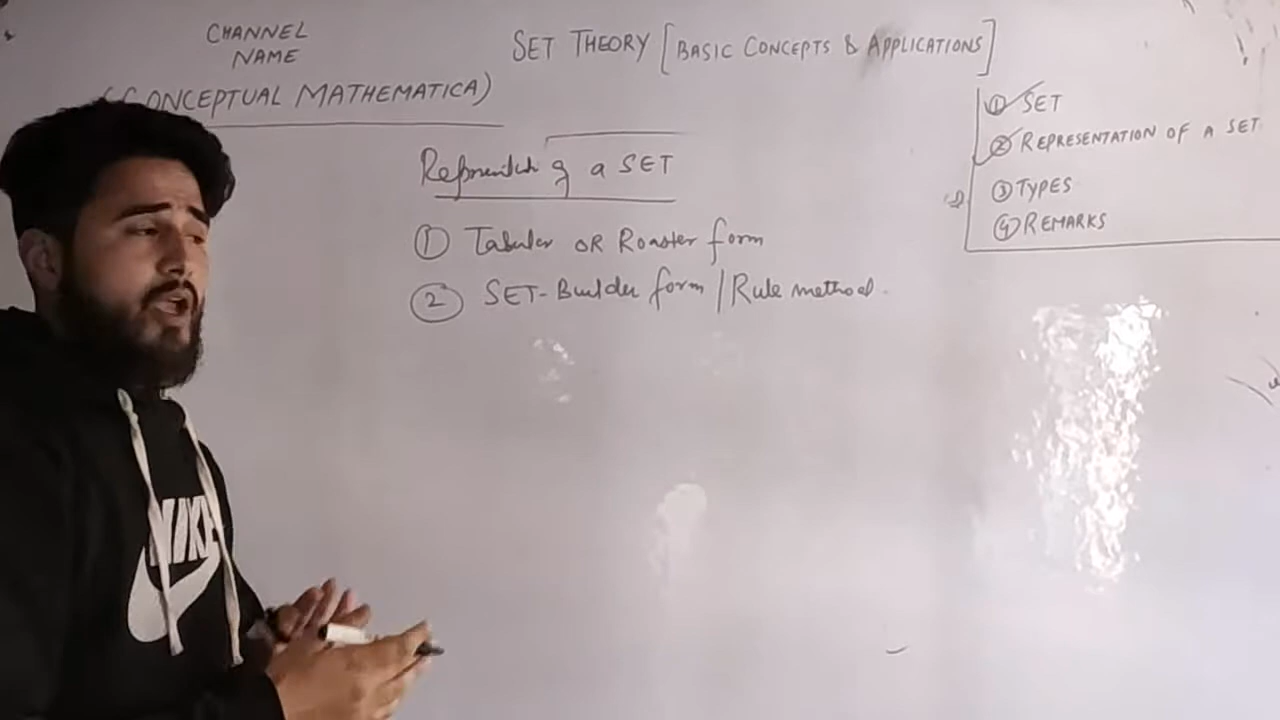 CHANNEL
NAME
(CONCEPTUAL MATHEMATICA)
SET THEORY [BASIC CONCEPTS & APPLICATIONS]
① SET
② REPRESENTATION OF A SET
③ TYPES
④ REMARKS
of a SET
① Tabular OR Roaster form
② SET-Builder form / Rule method.
NIKE